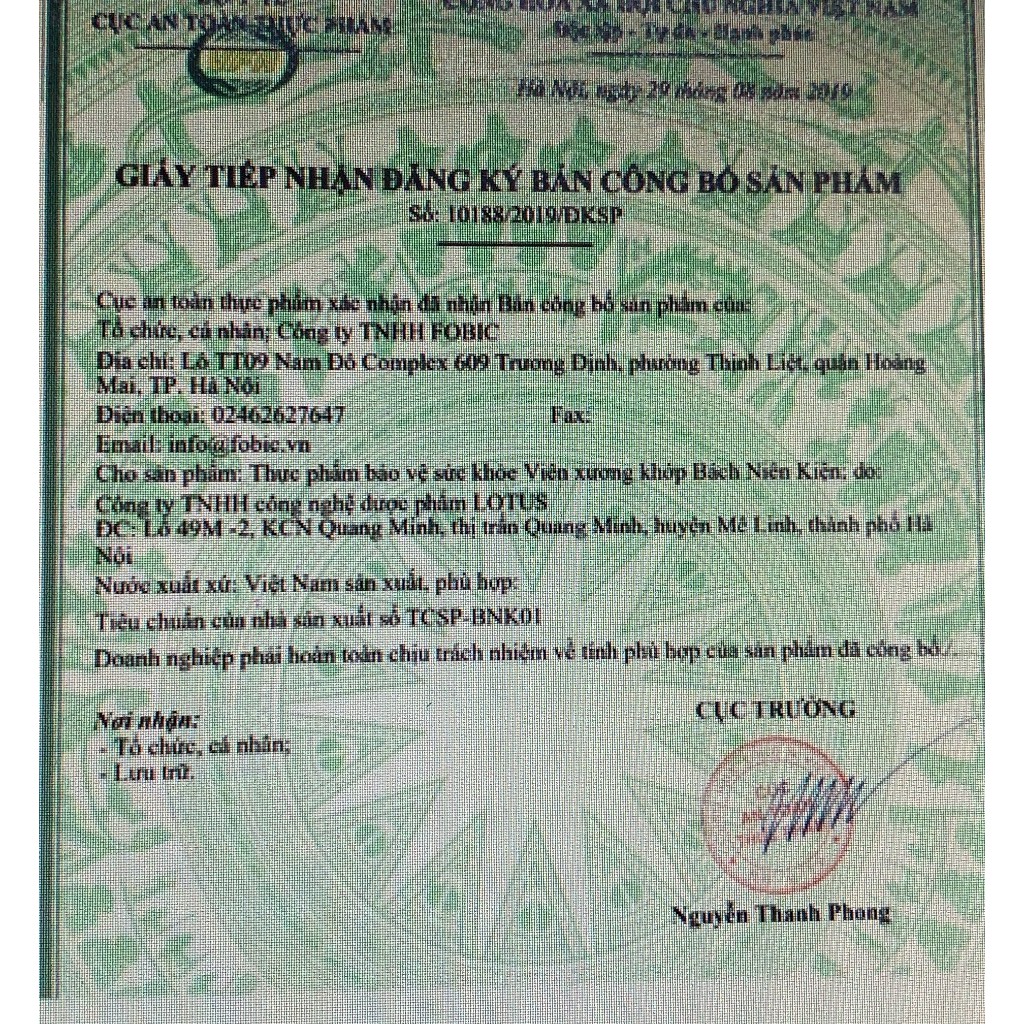 CỤC AN TOÀN THỰC PHẨM
CỘNG HÒA XÃ HỘI CHỦ NGHĨA VIỆT NAM
Độc lập - Tự do - Hạnh phúc
Hà Nội, ngày 29 tháng 08 năm 2019
GIẤY TIẾP NHẬN ĐĂNG KÝ BẢN CÔNG BỐ SẢN PHẨM
Số: 10188/2019/ĐKSP
Cục an toàn thực phẩm xác nhận đã nhận Bản công bố sản phẩm của:
Tổ chức, cá nhân: Công ty TNHH FOBIC
Địa chỉ: Lô TT09 Nam Đô Complex 609 Trương Định, phường Thịnh Liệt, quận Hoàng
Mai, TP. Hà Nội
Điện thoại: 02462627647 Fax:
Email: info@fobic.vn
Cho sản phẩm: Thực phẩm bảo vệ sức khỏe Viên xương khớp Bách Niên Kiện; do:
Công ty TNHH công nghệ dược phẩm LOTUS
ĐC: Lô 49M -2, KCN Quang Minh, thị trấn Quang Minh, huyện Mê Linh, thành phố Hà
Nội
Nước xuất xứ: Việt Nam sản xuất, phù hợp:
Tiêu chuẩn của nhà sản xuất số TCSP-BNK01
Doanh nghiệp phải hoàn toàn chịu trách nhiệm về tính phù hợp của sản phẩm đã công bố./.
Nơi nhận:
- Tổ chức, cá nhân;
- Lưu trữ.
CỤC TRƯỞNG
Nguyễn Thanh Phong